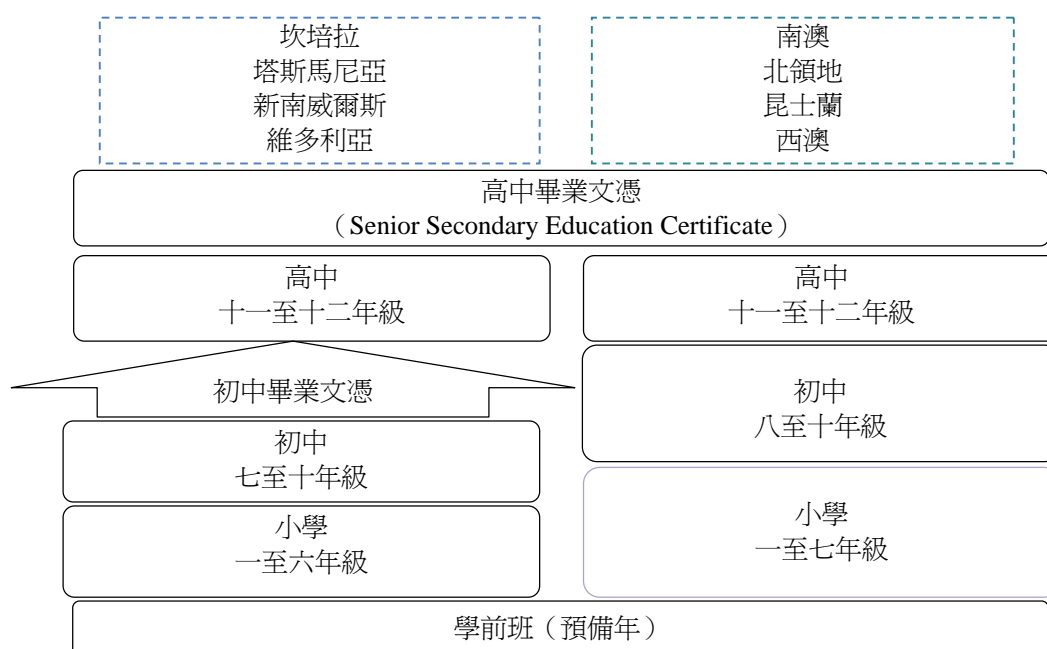 坎培拉
塔斯馬尼亞
新南威爾斯
維多利亞
南澳
北領地
昆士蘭
西澳
高中畢業文憑
（Senior Secondary Education Certificate）
高中
十一至十二年級
高中
十一至十二年級
初中畢業文憑
初中
八至十年級
初中
七至十年級
小學
一至六年級
小學
一至七年級
學前班（預備年）